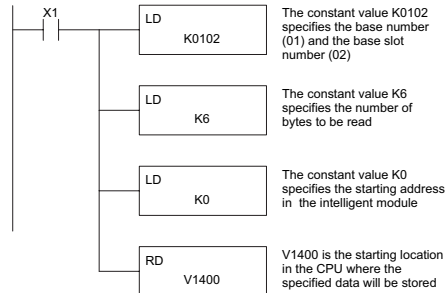 X1
LD
K0102
The constant value K0102
specifies the base number
(01) and the base slot
number (02)
LD
K6
The constant value K6
specifies the number of
bytes to be read
LD
K0
The constant value K0
specifies the starting address
in the intelligent module
RD
V1400
V1400 is the starting location
in the CPU where the
specified data will be stored